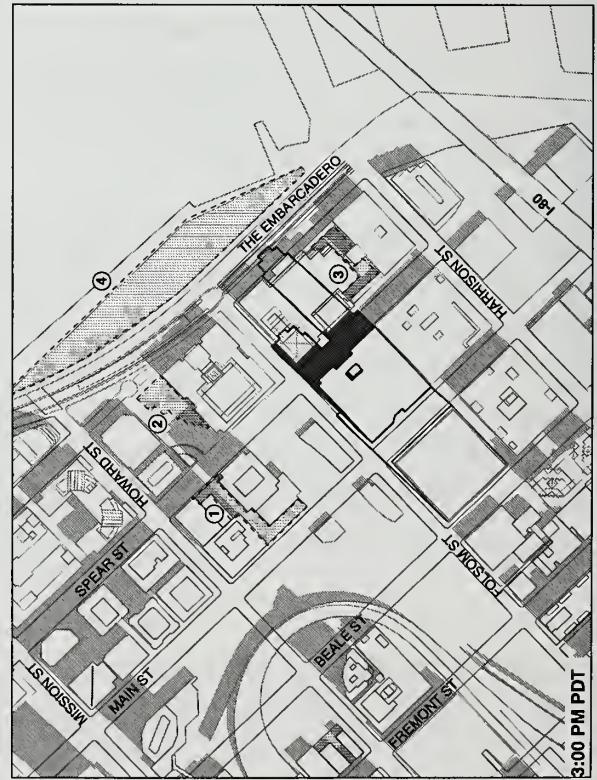 4
THE EMBARCADERO
I-80
3
HARRISON ST
2
HOWARD ST
1
SPEAR ST
FOLSOM ST
MISSION ST
MAIN ST
BEALE ST
FREMONT ST
3:00 PM PDT